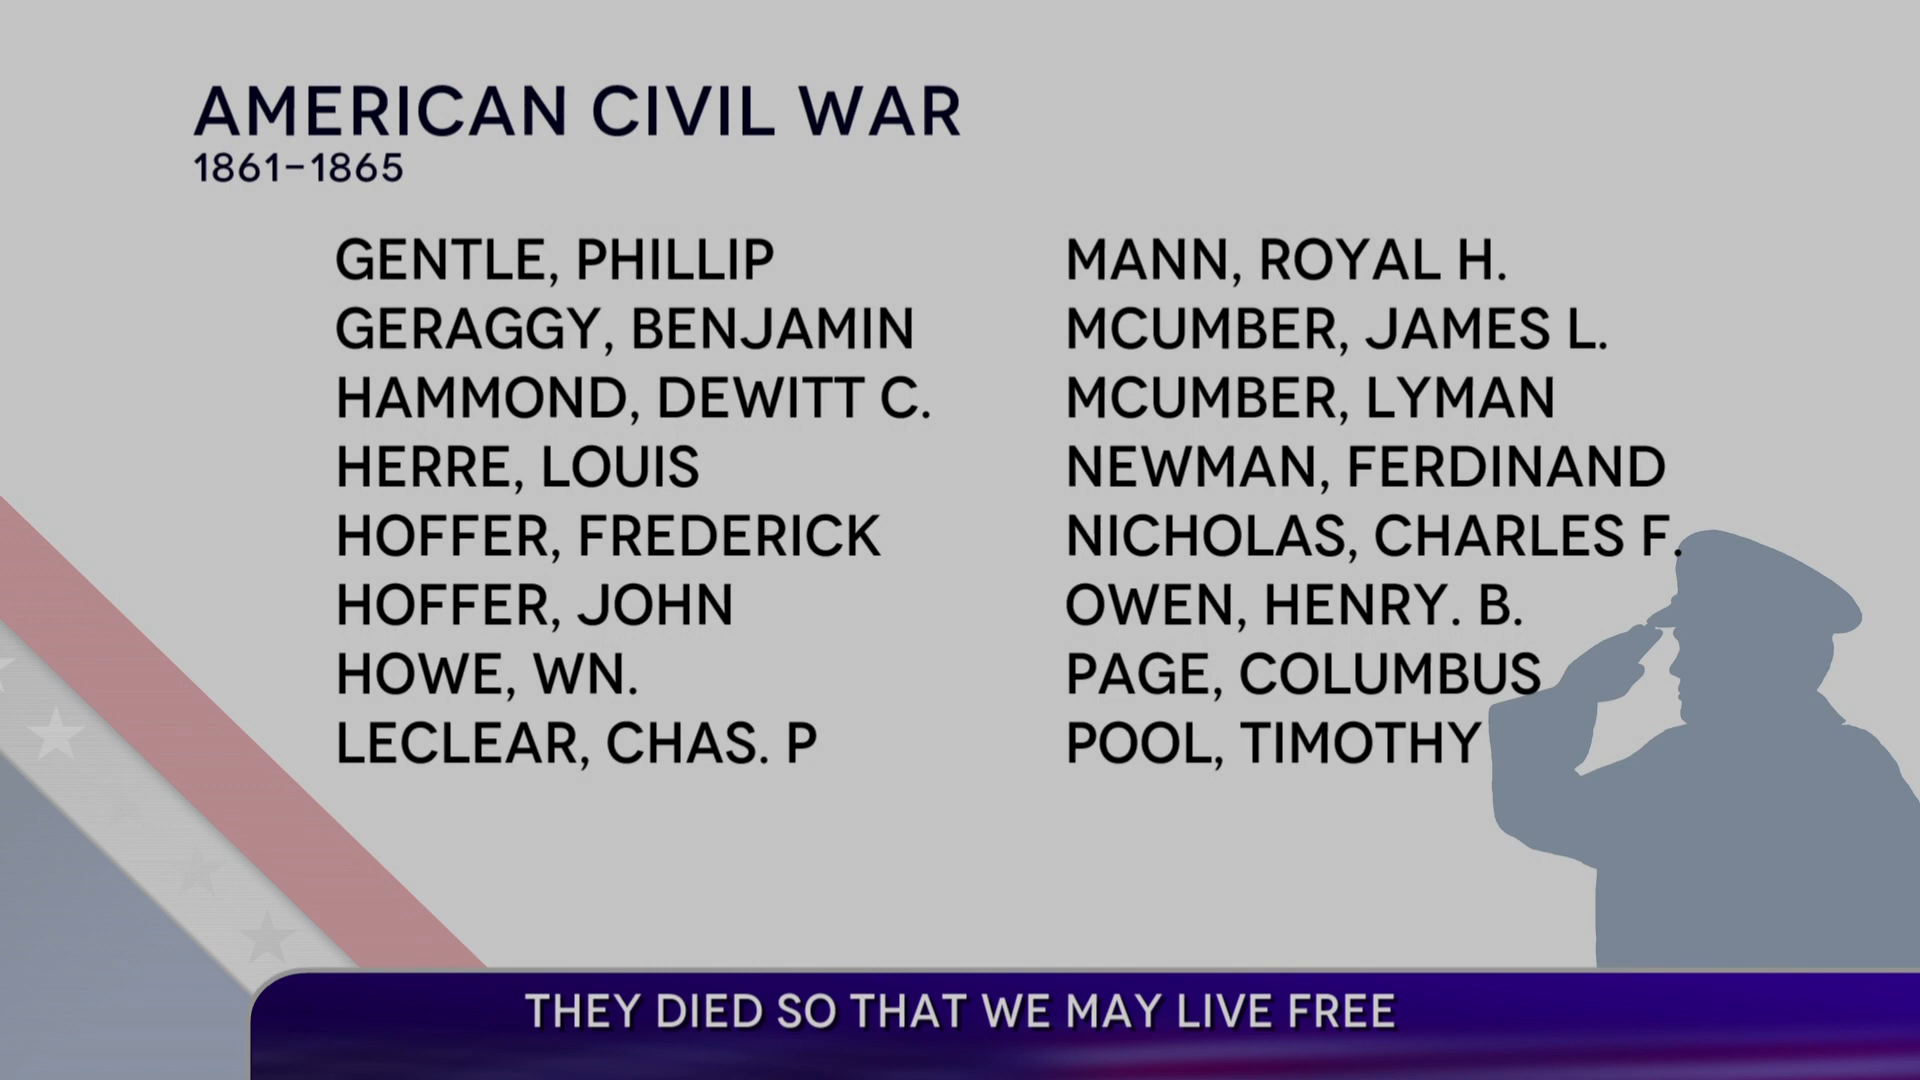 AMERICAN CIVIL WAR
1861-1865
GENTLE, PHILLIP
GERAGGY, BENJAMIN
HAMMOND, DEWITT C.
HERRE, LOUIS
HOFFER, FREDERICK
HOFFER, JOHN
HOWE, WN.
LECLEAR, CHAS. P
MANN, ROYAL H.
MCUMBER, JAMES L.
MCUMBER, LYMAN
NEWMAN, FERDINAND
NICHOLAS, CHARLES F.
OWEN, HENRY. B.
PAGE, COLUMBUS
POOL, TIMOTHY
THEY DIED SO THAT WE MAY LIVE FREE